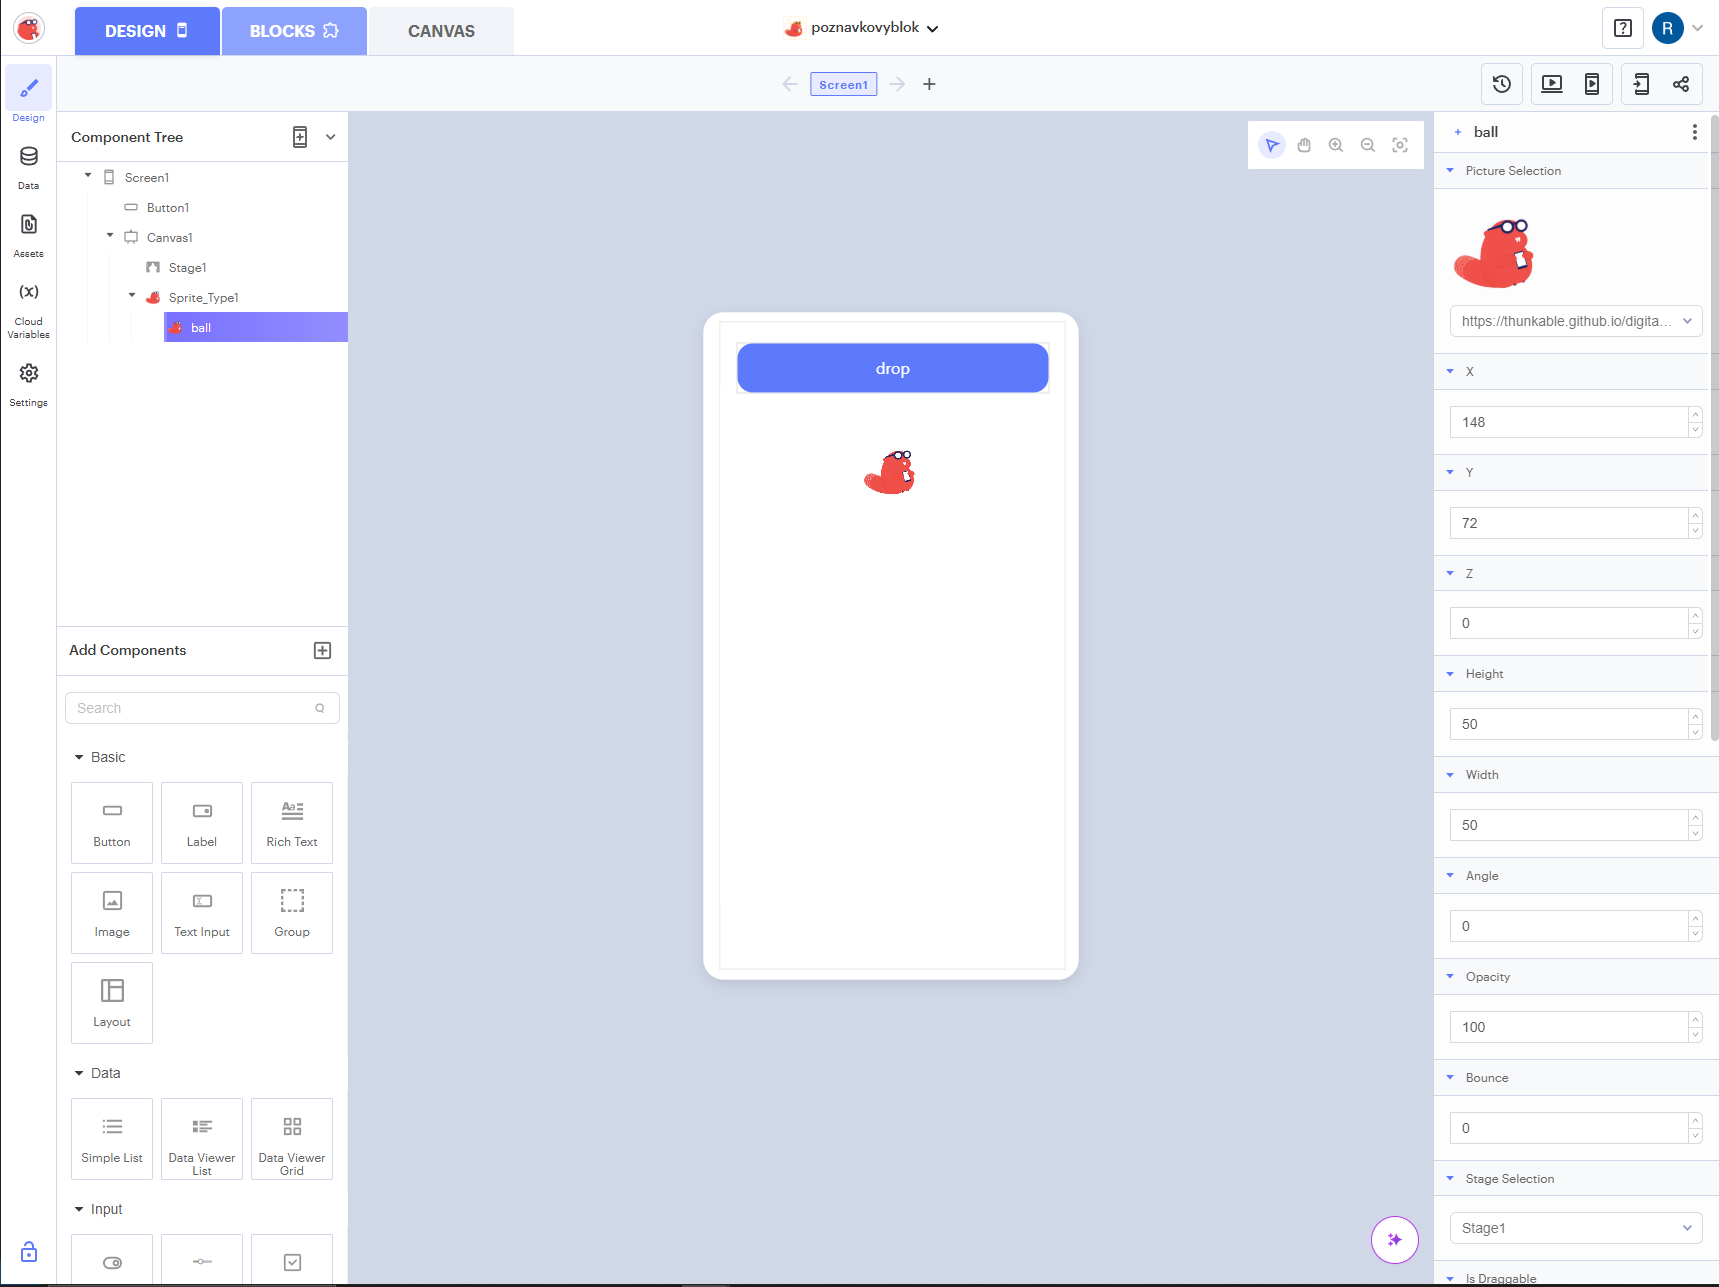 DESIGN
BLOCKS
CANVAS
poznavkovyblok
R
Screen1
Design
Data
Assets
(x)
Cloud
Variables
Settings
Component Tree
Screen1
Button1
Canvas1
Stage1
Sprite_Type1
ball
Add Components
Search
Basic
Button
Label
Rich Text
Image
Text Input
Group
Layout
Data
Simple List
Data Viewer
List
Data Viewer
Grid
Input
drop
ball
Picture Selection
https://thunkable.github.io/digita...
X
148
Y
72
Z
0
Height
50
Width
50
Angle
0
Opacity
100
Bounce
0
Stage Selection
Stage1
Is Draggable